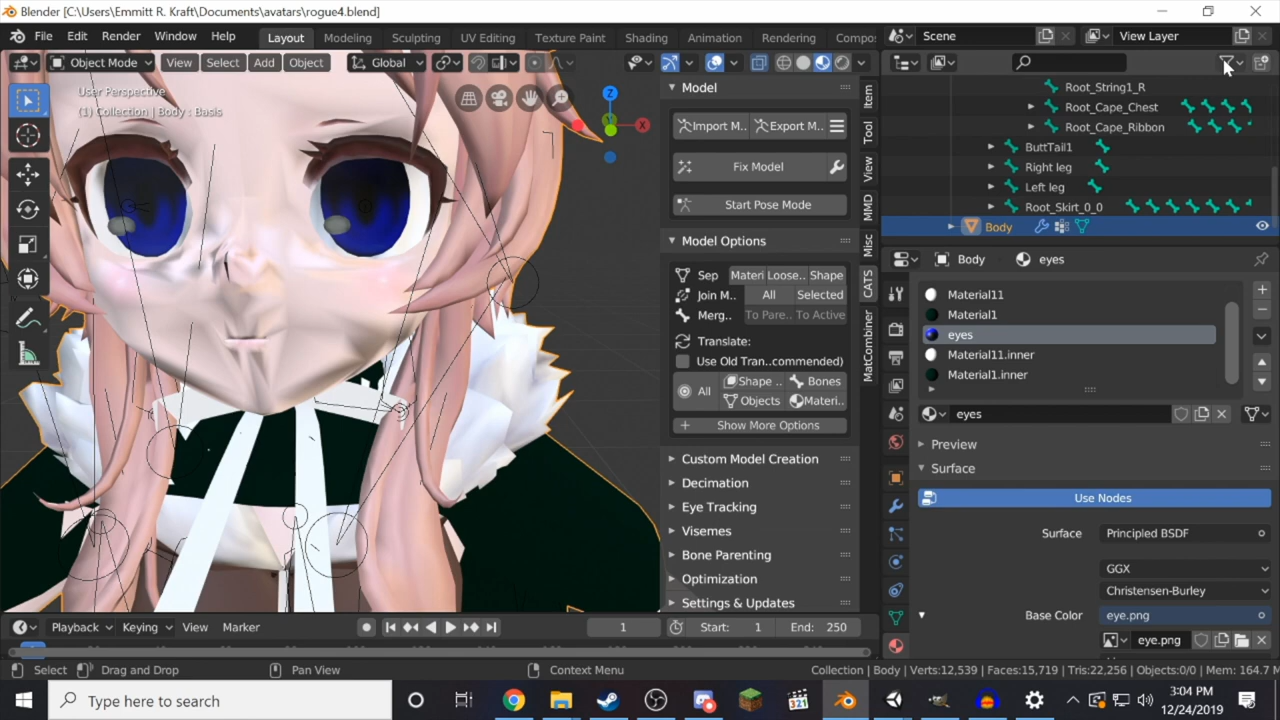 Blender [C:\Users\Emmitt R. Kraft\Documents\avatars\rogue4.blend]
File Edit Render Window Help Layout Modeling Sculpting UV Editing Texture Paint Shading Animation Rendering Compos Scene View Layer
Object Mode View Select Add Object Global
User Perspective
(1) Collection | Body : Basis
Z
X
Item
Tool
View
MMD
Misc
CATS
MatCombiner
Model
Import M.. Export M..
Fix Model
Start Pose Mode
Model Options
Sep Materi Loose.. Shape
Join M.. All Selected
Merg.. To Pare.. To Active
Translate:
Use Old Tran..commended)
All Shape .. Bones
Objects Materi..
Show More Options
Custom Model Creation
Decimation
Eye Tracking
Visemes
Bone Parenting
Optimization
Settings & Updates
Root_String1_R
Root_Cape_Chest
Root_Cape_Ribbon
ButtTail1
Right leg
Left leg
Root_Skirt_0_0
Body
Body eyes
Material11
Material1
eyes
Material11.inner
Material1.inner
eyes
Preview
Surface
Use Nodes
Surface Principled BSDF
GGX
Christensen-Burley
Base Color eye.png
eye.png
Playback Keying View Marker 1 Start: 1 End: 250
Select Drag and Drop Pan View Context Menu Collection | Body | Verts:12,539 | Faces:15,719 | Tris:22,256 | Objects:0/0 | Mem: 164.7 M
Type here to search
321
3:04 PM
12/24/2019